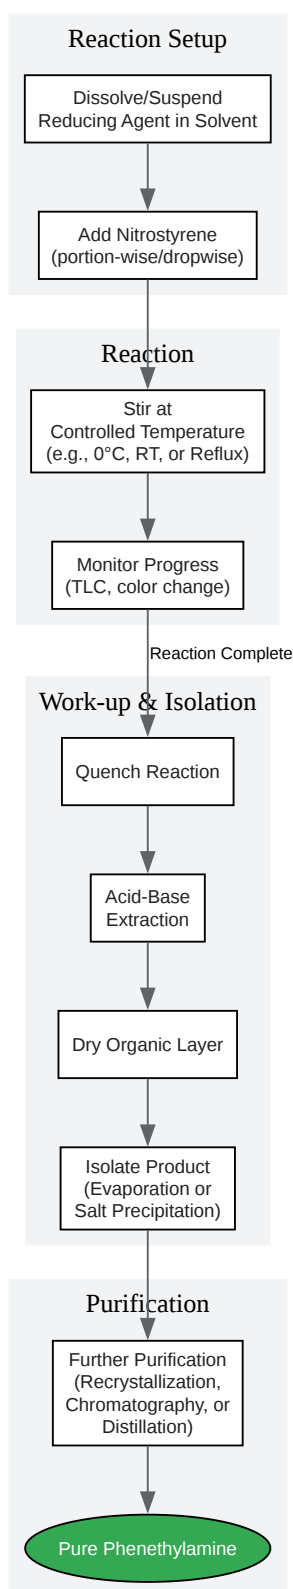 Reaction Setup
Dissolve/Suspend
Reducing Agent in Solvent
Add Nitrostyrene
(portion-wise/dropwise)
Reaction
Stir at
Controlled Temperature
(e.g., 0°C, RT, or Reflux)
Monitor Progress
(TLC, color change)
Reaction Complete
Work-up & Isolation
Quench Reaction
Acid-Base
Extraction
Dry Organic Layer
Isolate Product
(Evaporation or
Salt Precipitation)
Purification
Further Purification
(Recrystallization,
Chromatography, or
Distillation)
Pure Phenethylamine